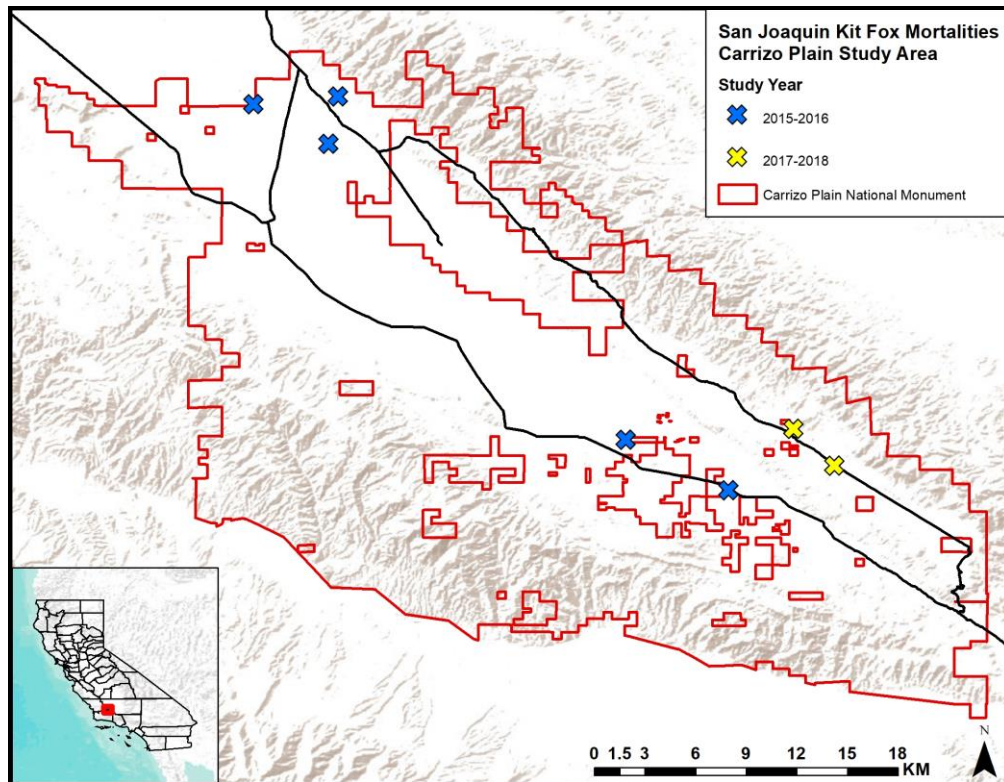 San Joaquin Kit Fox Mortalities
Carrizo Plain Study Area
Study Year
2015-2016
2017-2018
Carrizo Plain National Monument
N
0 1.5 3 6 9 12 15 18
KM